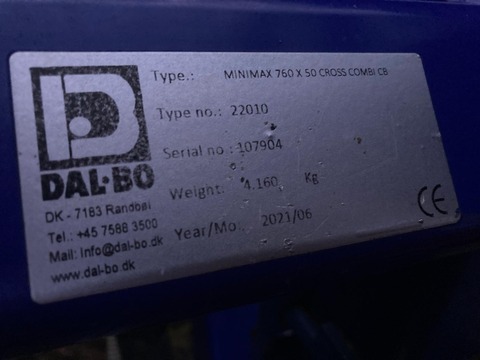 DAL-BO
DK - 7183 Randbøl
Tel.: +45 7588 3500
Mail: Info@dal-bo.dk
www.dal-bo.dk
Type.: MINIMAX 760 X 50 CROSS COMBI CB
Type no.: 22010
Serial no.: 107904
Weight: 4.160 Kg
Year/Mo.: 2021/06
CE